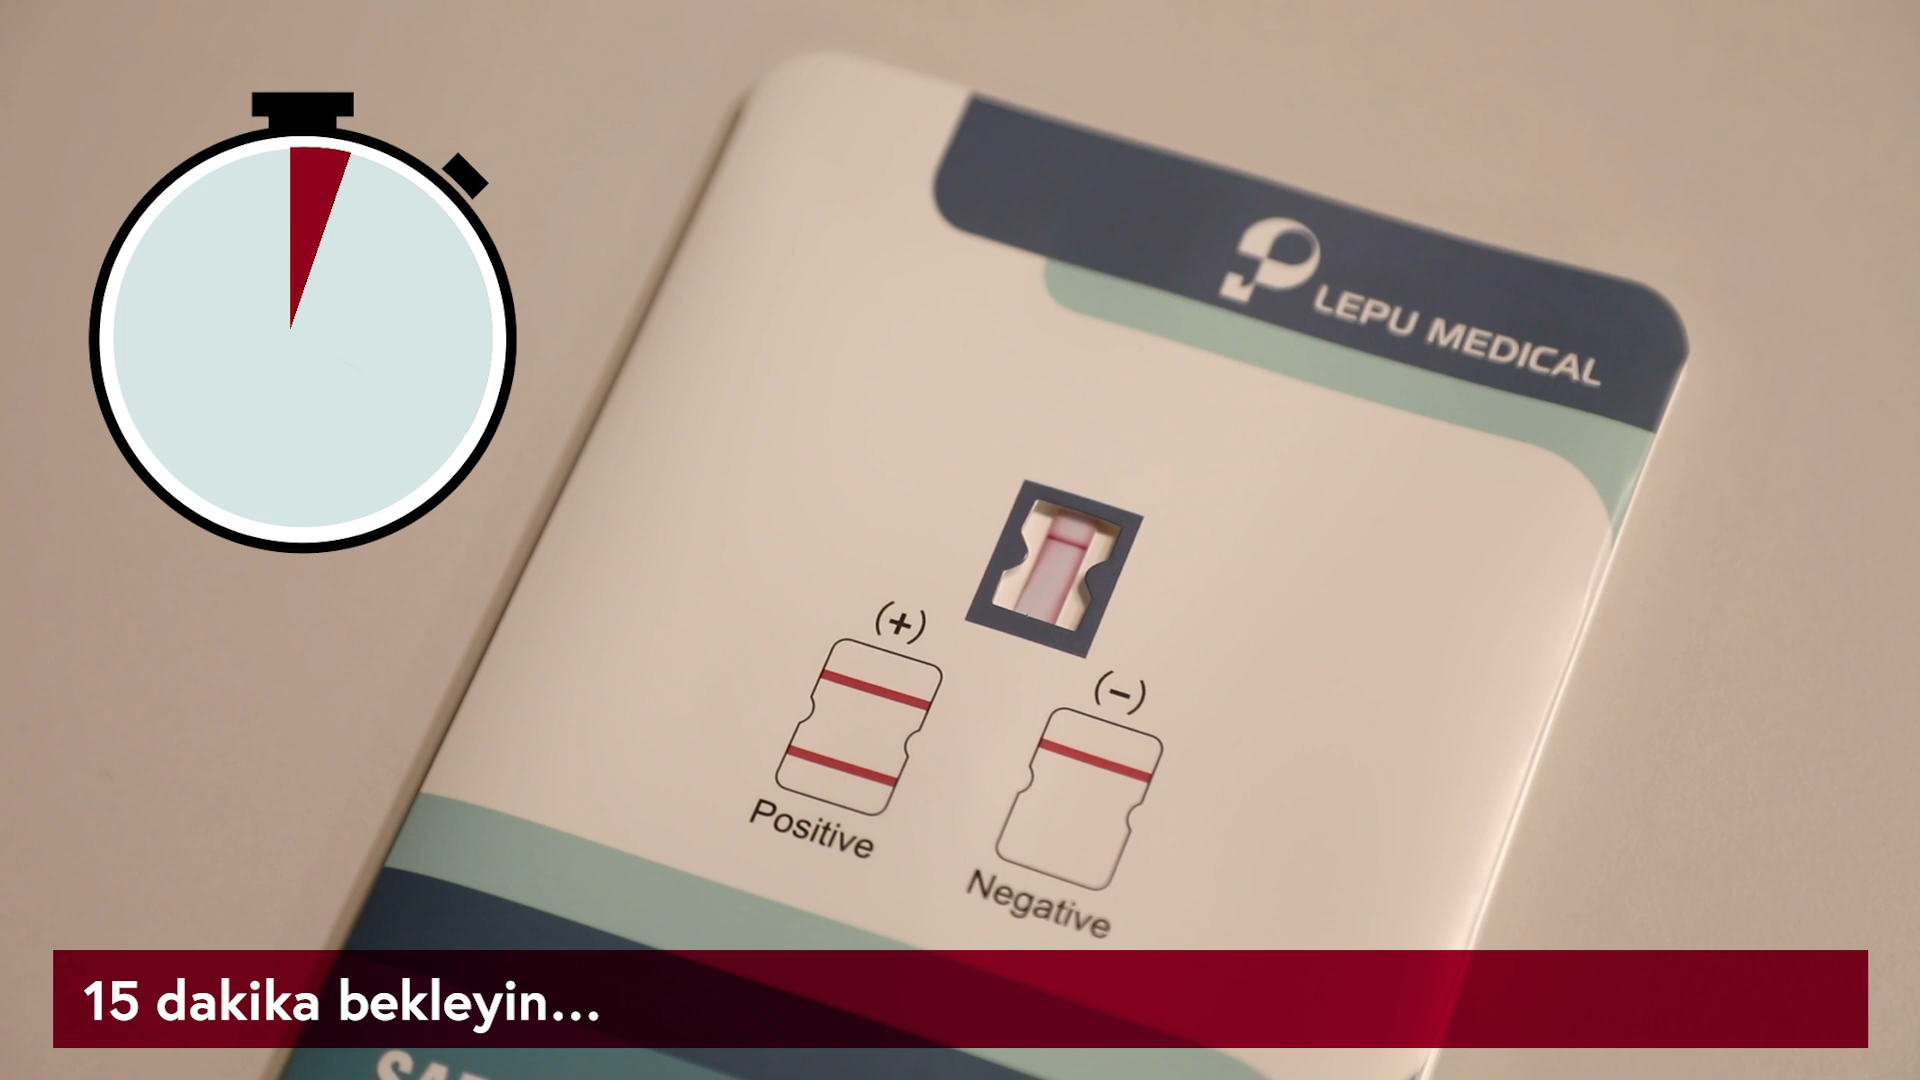 LEPU MEDICAL
(+)
(-)
Positive
Negative
15 dakika bekleyin...